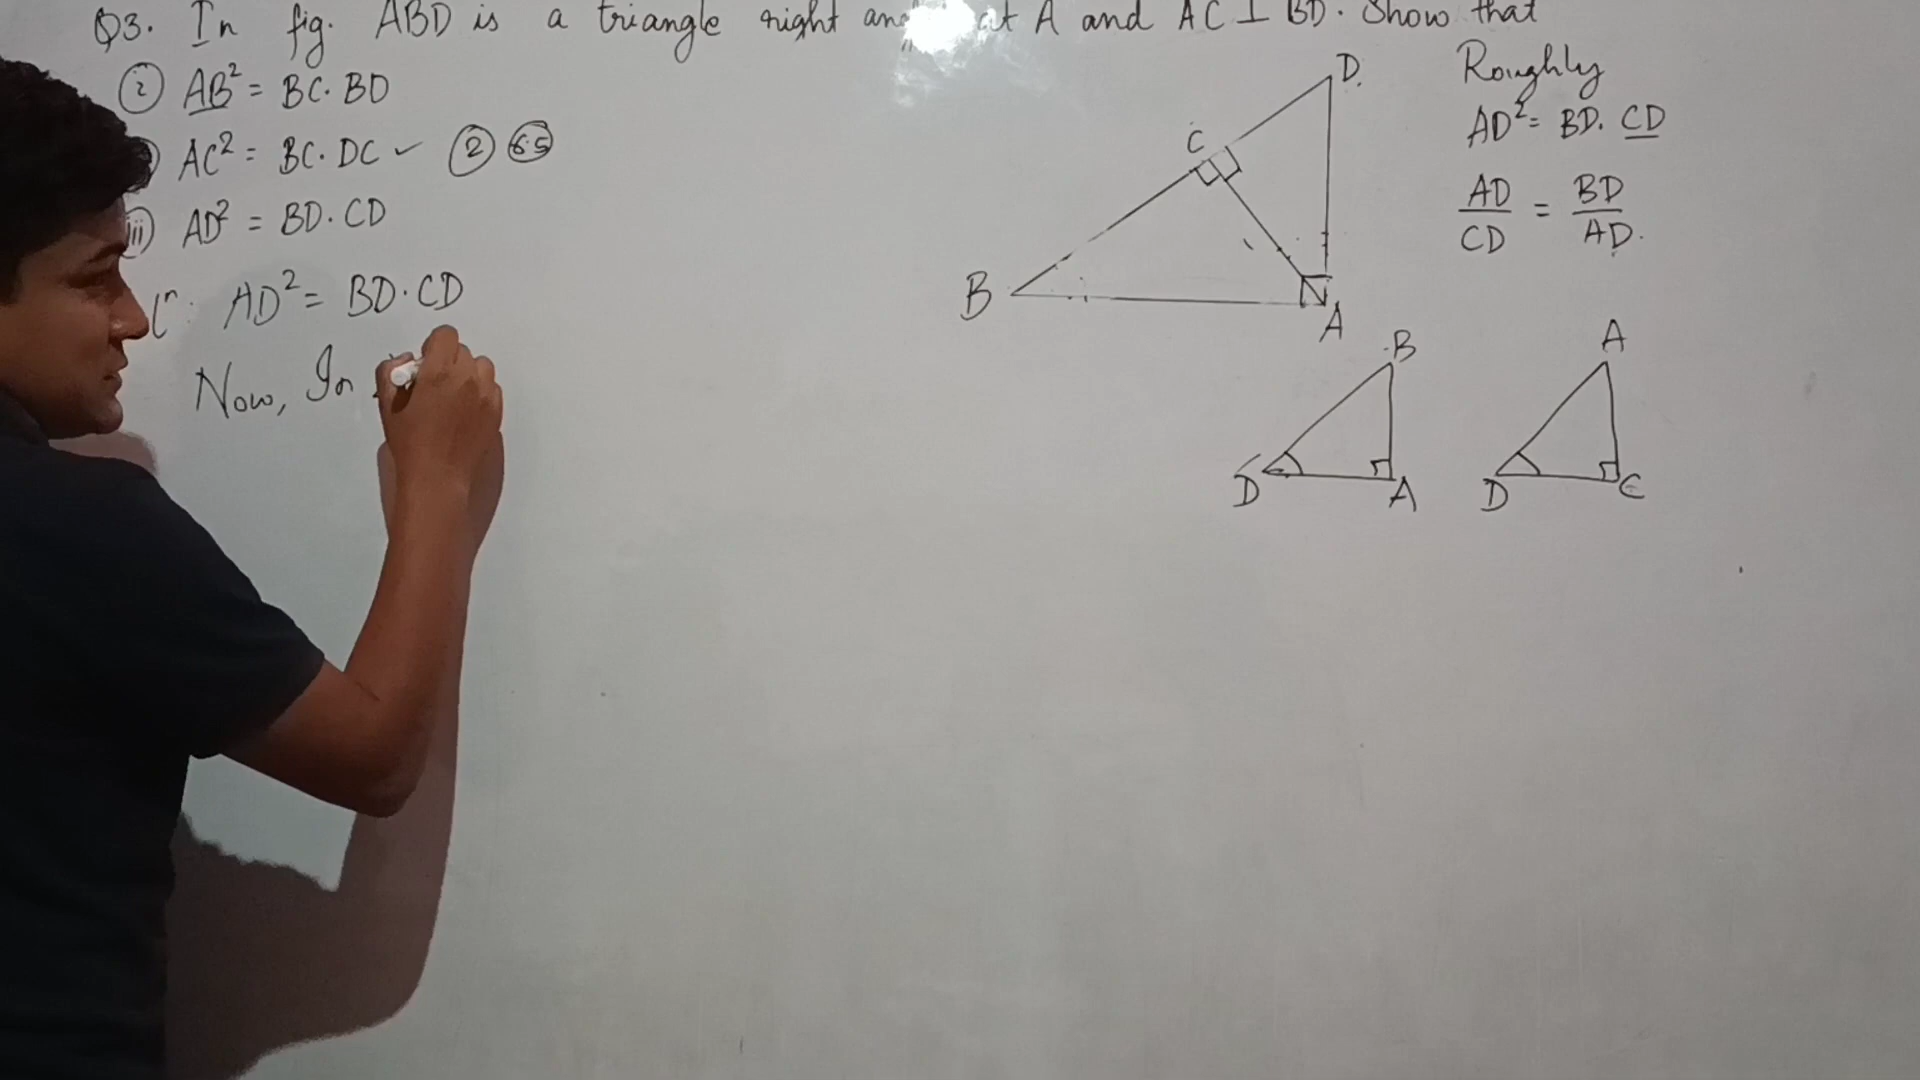 Q3. In fig. ABD is a triangle right at A and AC ⊥ BD. Show that
(i) AB² = BC·BD
AC² = BC·DC ✓ (2) (6.5)
iii) AD² = BD·CD
AD² = BD·CD
Now, In
D
C
B
A
Roughly
AD² = BD·CD
AD/CD = BD/AD.
B
D
A
A
D
C